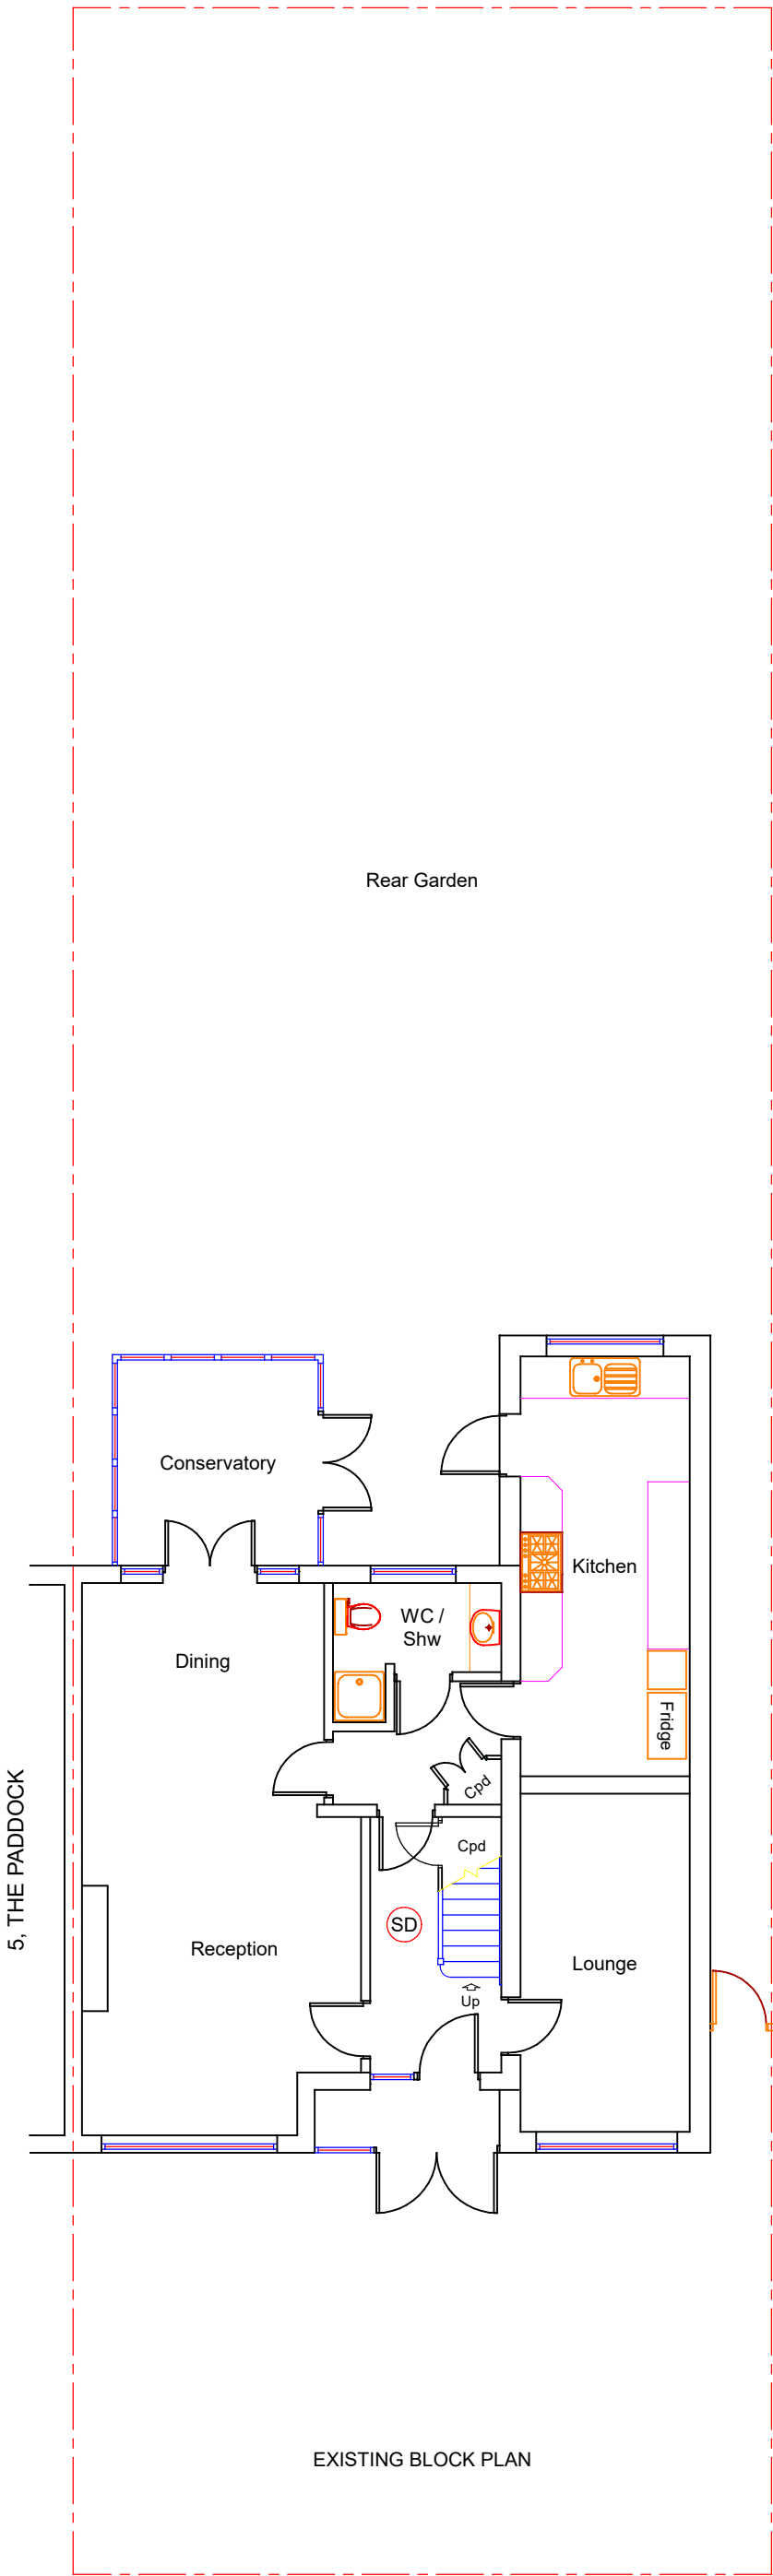 Rear Garden
Conservatory
Kitchen
WC /
Shw
Dining
Fridge
Cpd
Cpd
5, THE PADDOCK
SD
Reception
Lounge
Up
EXISTING BLOCK PLAN